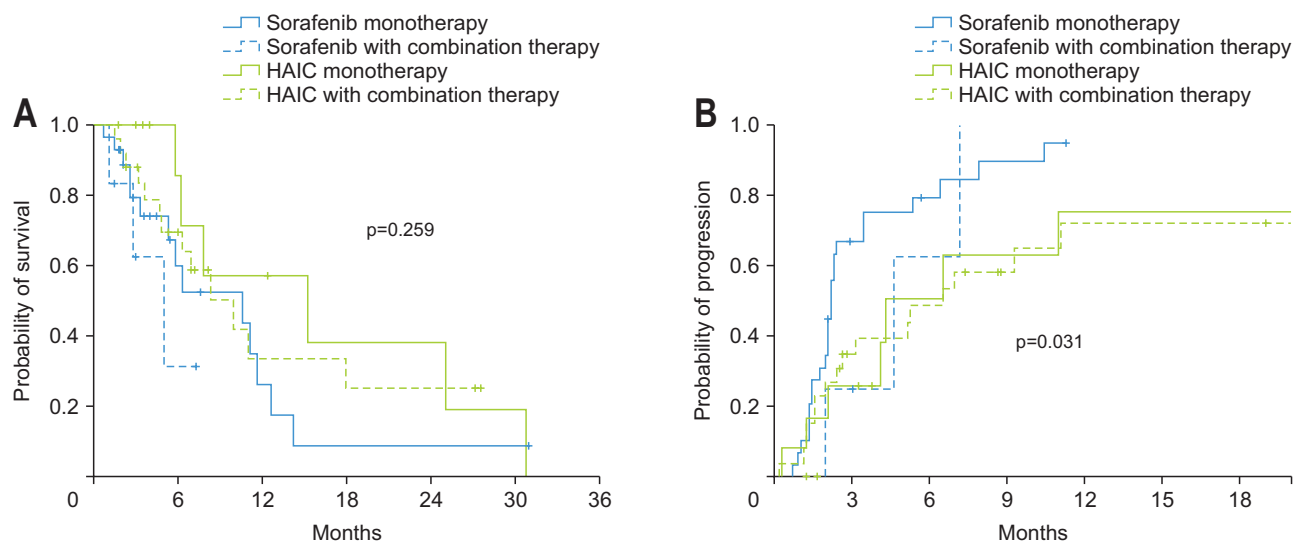 Sorafenib monotherapy
Sorafenib with combination therapy
HAIC monotherapy
HAIC with combination therapy
A
1.0
0.8
0.6
0.4
0.2
0
6
12
18
24
30
36
Probability of survival
Months
p=0.259
Sorafenib monotherapy
Sorafenib with combination therapy
HAIC monotherapy
HAIC with combination therapy
B
1.0
0.8
0.6
0.4
0.2
0
3
6
9
12
15
18
Probability of progression
Months
p=0.031